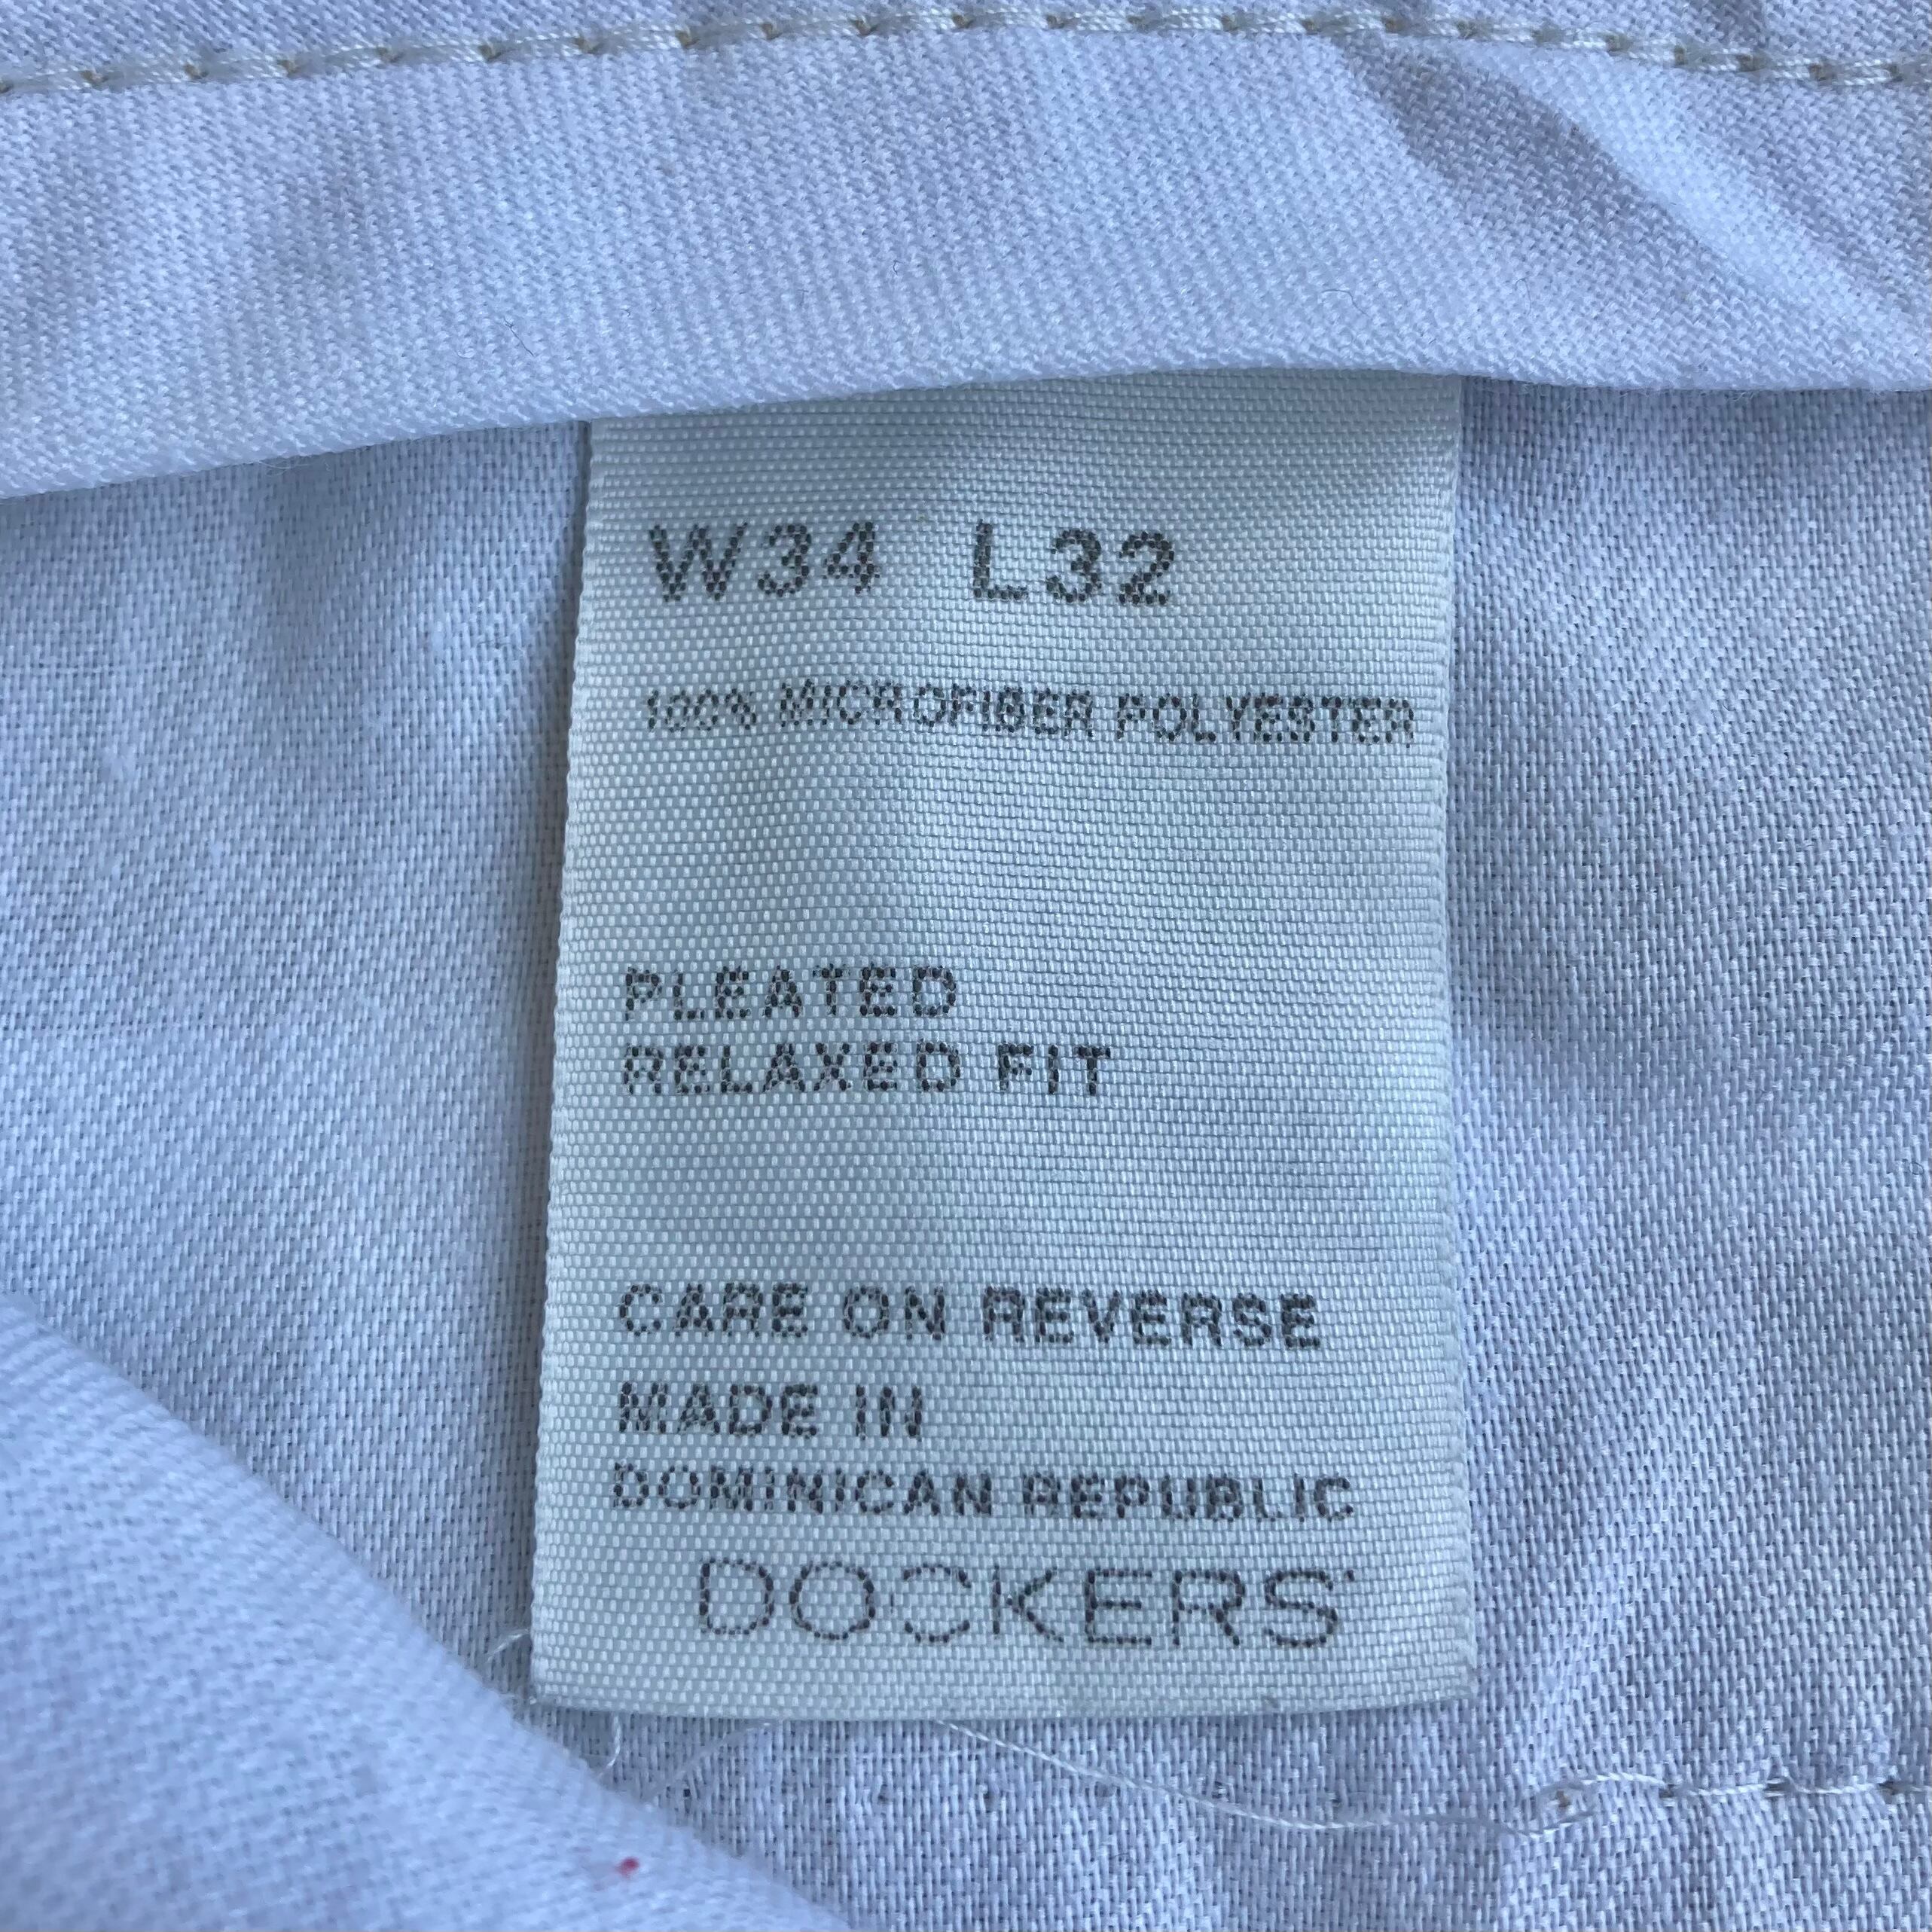 W34 L32
100% MICROFIBER POLYESTER
PLEATED
RELAXED FIT
CARE ON REVERSE
MADE IN
DOMINICAN REPUBLIC
DOCKERS